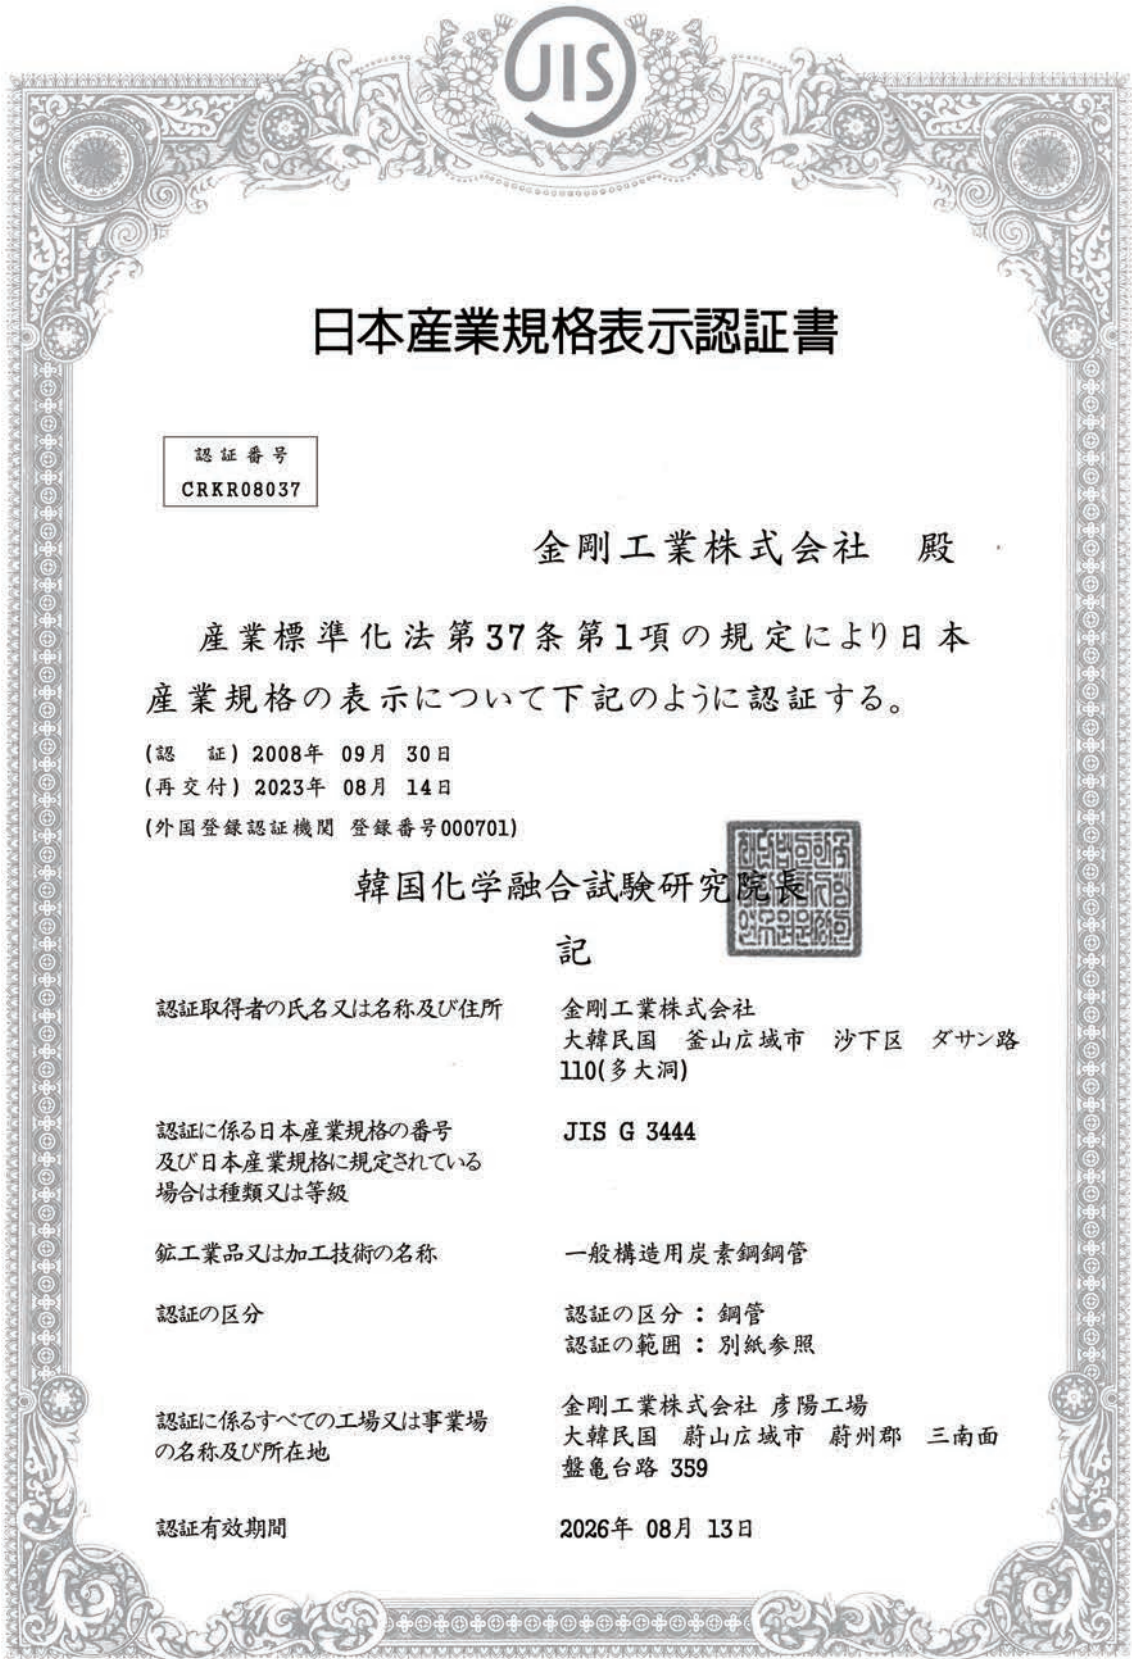 JIS
日本産業規格表示認証書
認証番号
CRKR08037
金剛工業株式会社 殿
産業標準化法第37条第1項の規定により日本
産業規格の表示について下記のように認証する。
(認 証) 2008年 09月 30日
(再交付) 2023年 08月 14日
(外国登録認証機関 登録番号000701)
韓国化学融合試験研究院長
記
認証取得者の氏名又は名称及び住所
金剛工業株式会社
大韓民国 釜山広域市 沙下区 ダサン路
110(多大洞)
認証に係る日本産業規格の番号
及び日本産業規格に規定されている
場合は種類又は等級
JIS G 3444
鉱工業品又は加工技術の名称
一般構造用炭素鋼鋼管
認証の区分
認証の区分 : 鋼管
認証の範囲 : 別紙参照
認証に係るすべての工場又は事業場
の名称及び所在地
金剛工業株式会社 彦陽工場
大韓民国 蔚山広域市 蔚州郡 三南面
盤亀台路 359
認証有効期間
2026年 08月 13日